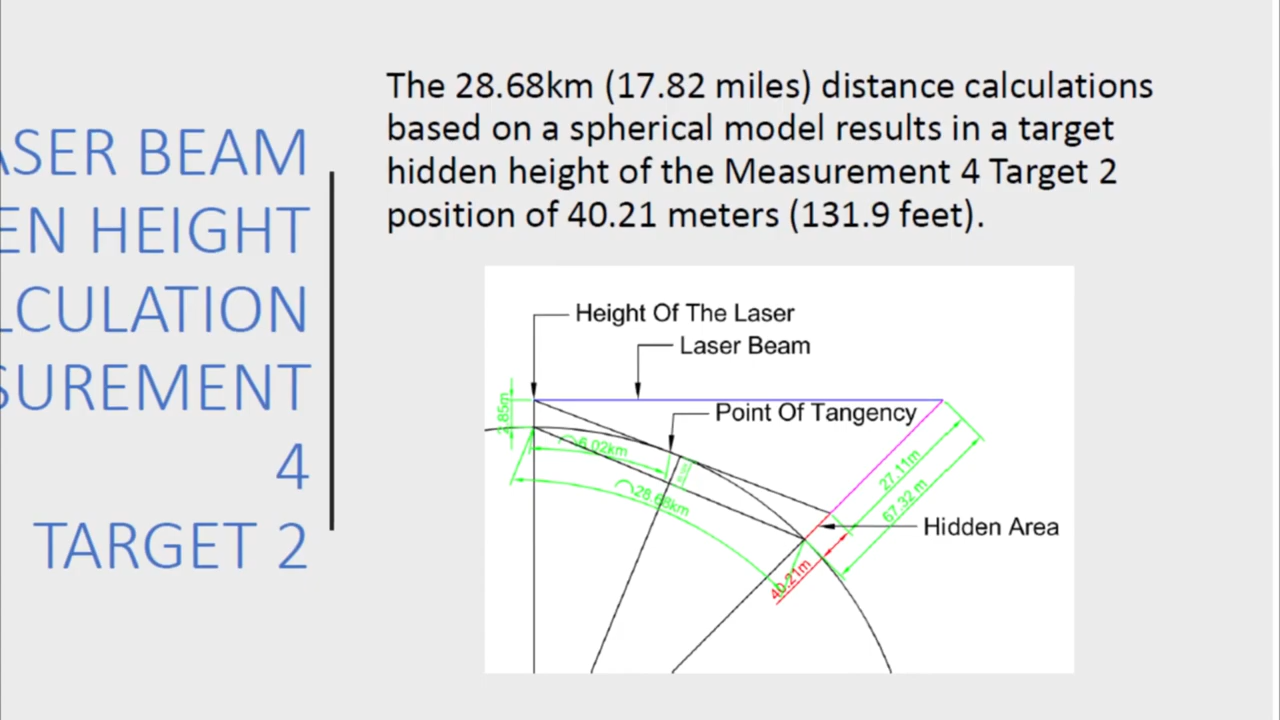 ASER BEAM
EN HEIGHT
LCULATION
SUREMENT
4
TARGET 2
The 28.68km (17.82 miles) distance calculations
based on a spherical model results in a target
hidden height of the Measurement 4 Target 2
position of 40.21 meters (131.9 feet).
Height Of The Laser
Laser Beam
Point Of Tangency
6.02km
28.68km
27.11m
67.32 m
Hidden Area
40.21m